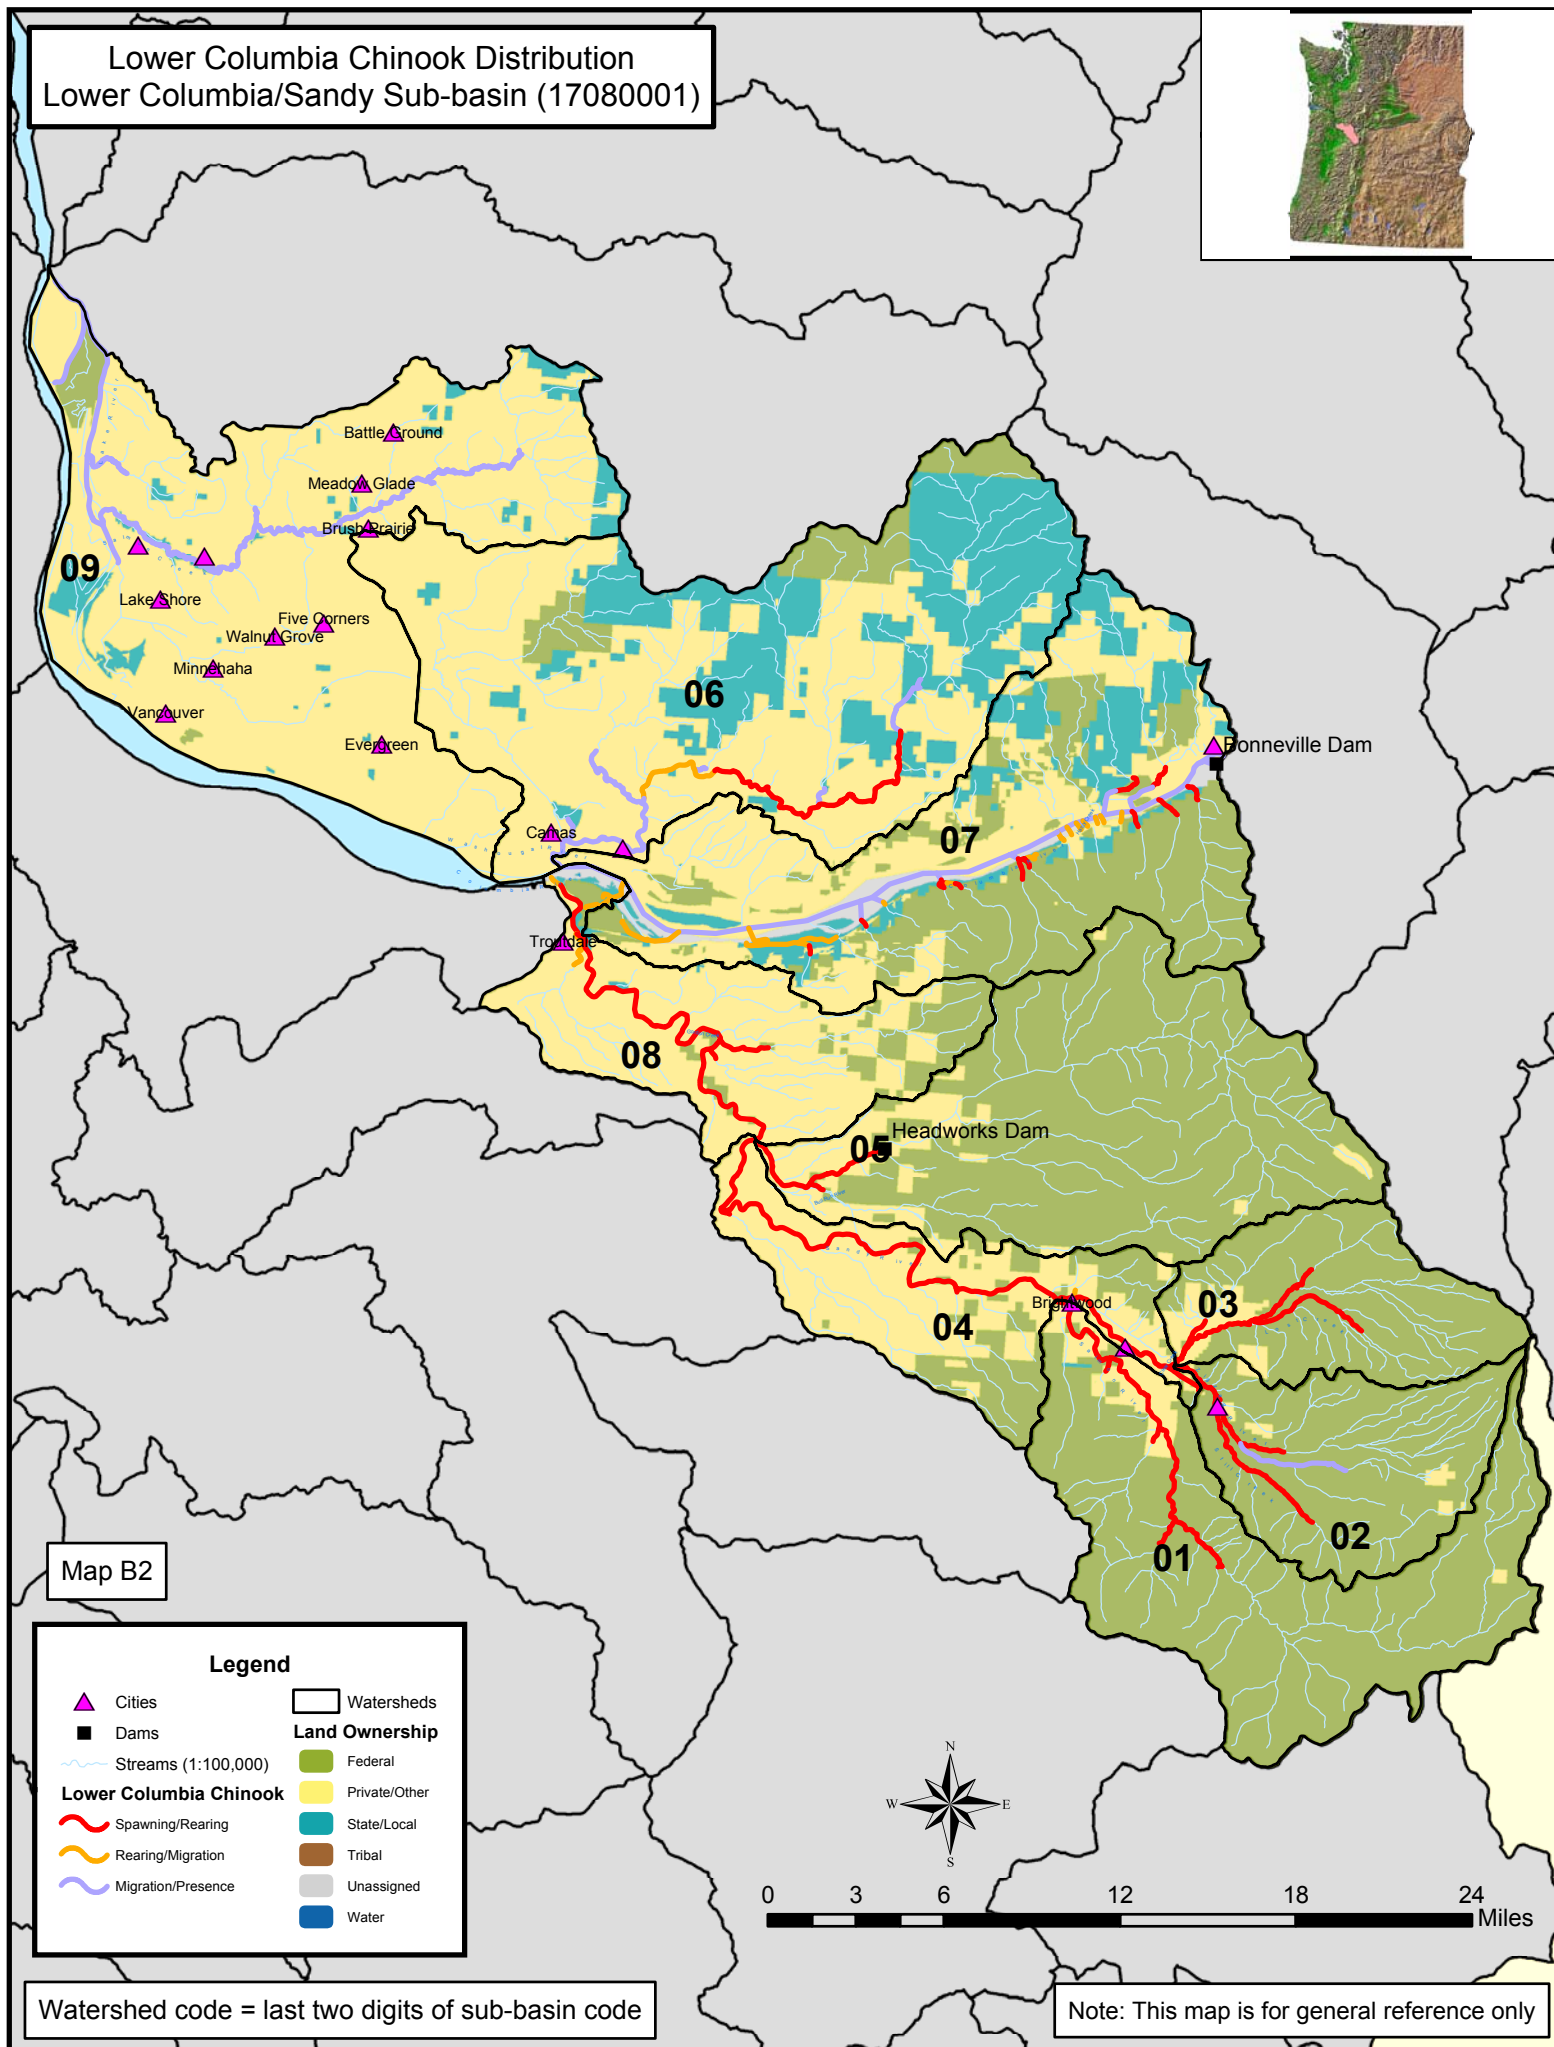 Lower Columbia Chinook Distribution
Lower Columbia/Sandy Sub-basin (17080001)
Battle Ground
Meadow Glade
Brush Prairie
09
Lake Shore
Five Corners
Walnut Grove
Minnehaha
Vancouver
Evergreen
06
Bonneville Dam
Camas
07
Troutdale
08
Headworks Dam
05
03
Brightwood
04
02
01
Map B2
Legend
Cities
Dams
Streams (1:100,000)
Lower Columbia Chinook
Spawning/Rearing
Rearing/Migration
Migration/Presence
Watersheds
Land Ownership
Federal
Private/Other
State/Local
Tribal
Unassigned
Water
N
W
E
S
0 3 6 12 18 24
Miles
Watershed code = last two digits of sub-basin code
Note: This map is for general reference only